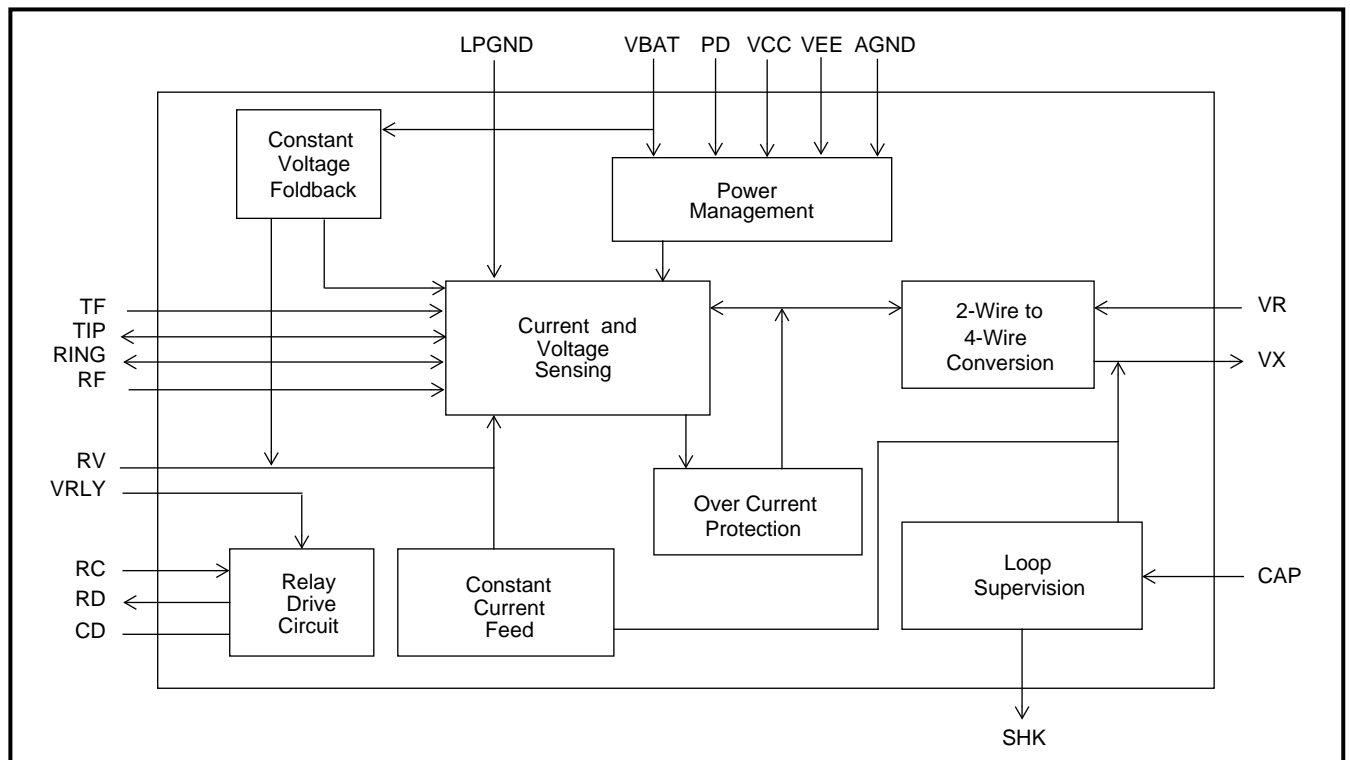 LPGND
VBAT PD VCC VEE AGND
Constant
Voltage
Foldback
Power
Management
TF
TIP
RING
RF
Current and
Voltage
Sensing
2-Wire to
4-Wire
Conversion
VR
VX
RV
VRLY
Over Current
Protection
RC
RD
CD
Relay
Drive
Circuit
Constant
Current
Feed
Loop
Supervision
CAP
SHK